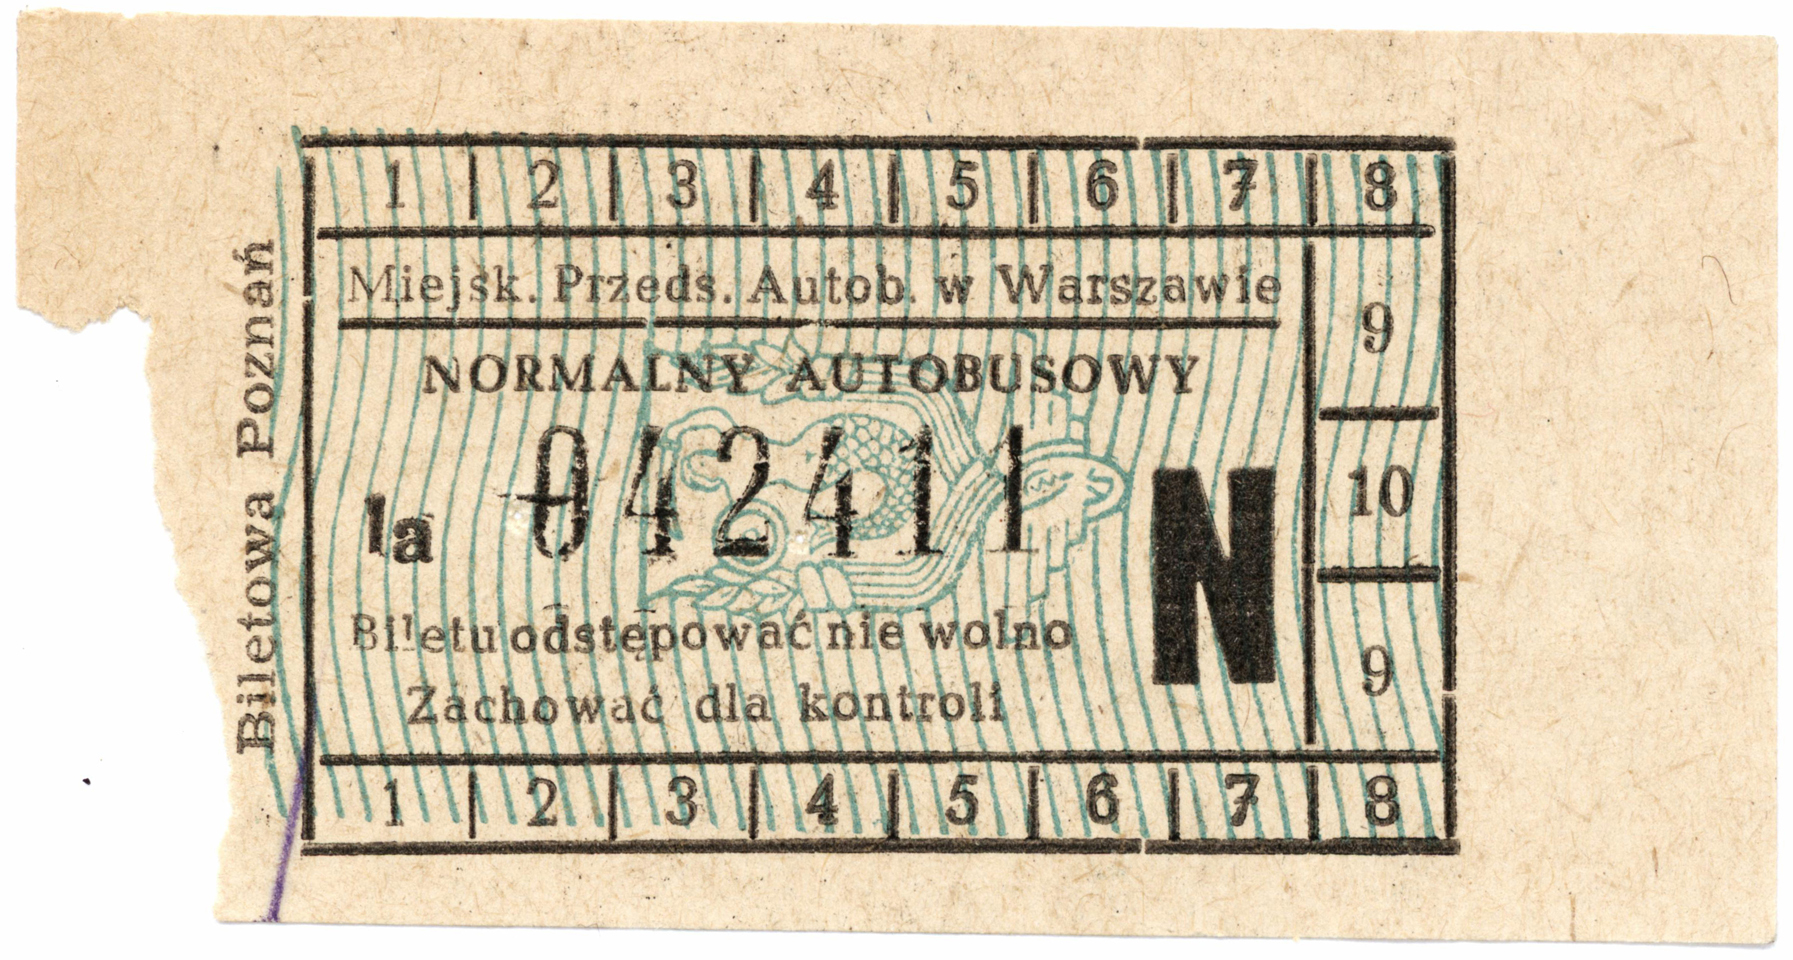 1 2 3 4 5 6 7 8
Miejsk. Przeds. Autob. w Warszawie
9
NORMALNY AUTOBUSOWY
Ia 042411
N
10
Biletu odstępować nie wolno
9
Zachować dla kontroli
1 2 3 4 5 6 7 8
Biletowa Poznań